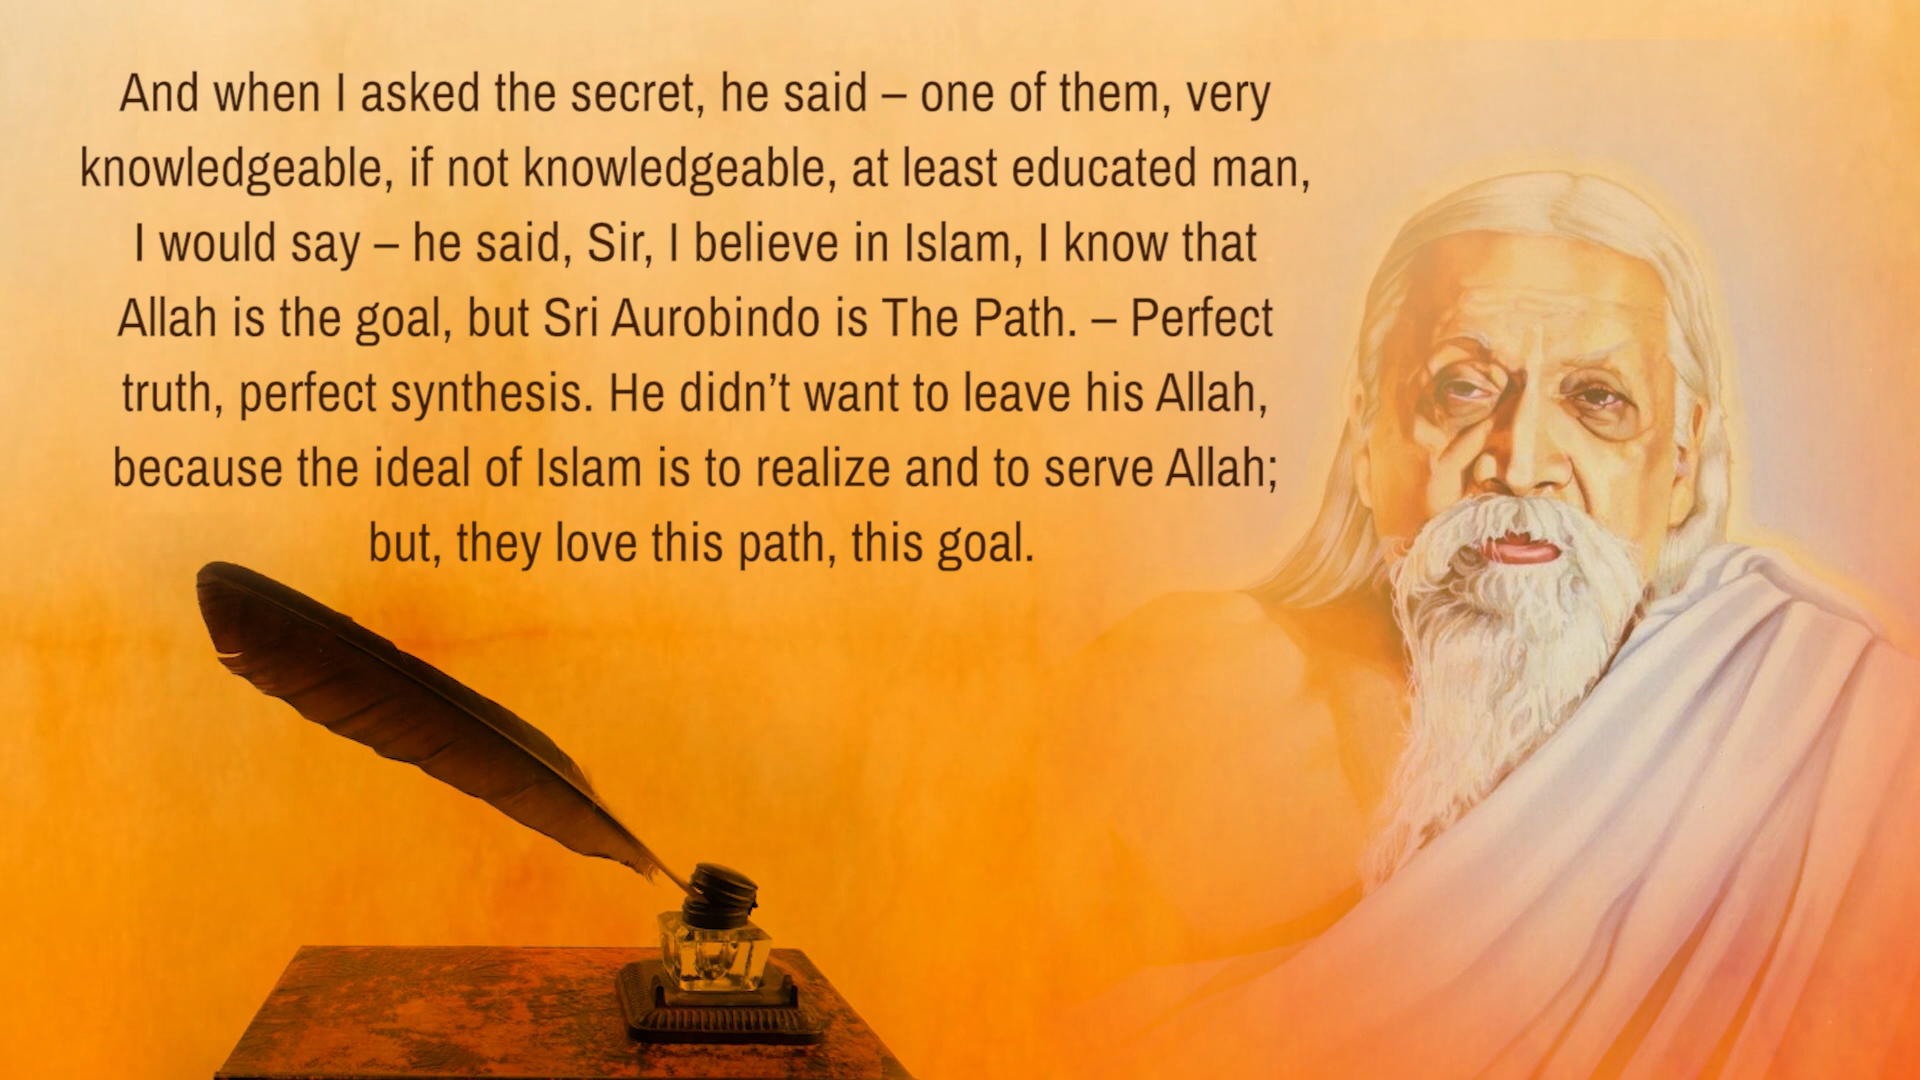 And when I asked the secret, he said – one of them, very
knowledgeable, if not knowledgeable, at least educated man,
I would say – he said, Sir, I believe in Islam, I know that
Allah is the goal, but Sri Aurobindo is The Path. – Perfect
truth, perfect synthesis. He didn’t want to leave his Allah,
because the ideal of Islam is to realize and to serve Allah;
but, they love this path, this goal.